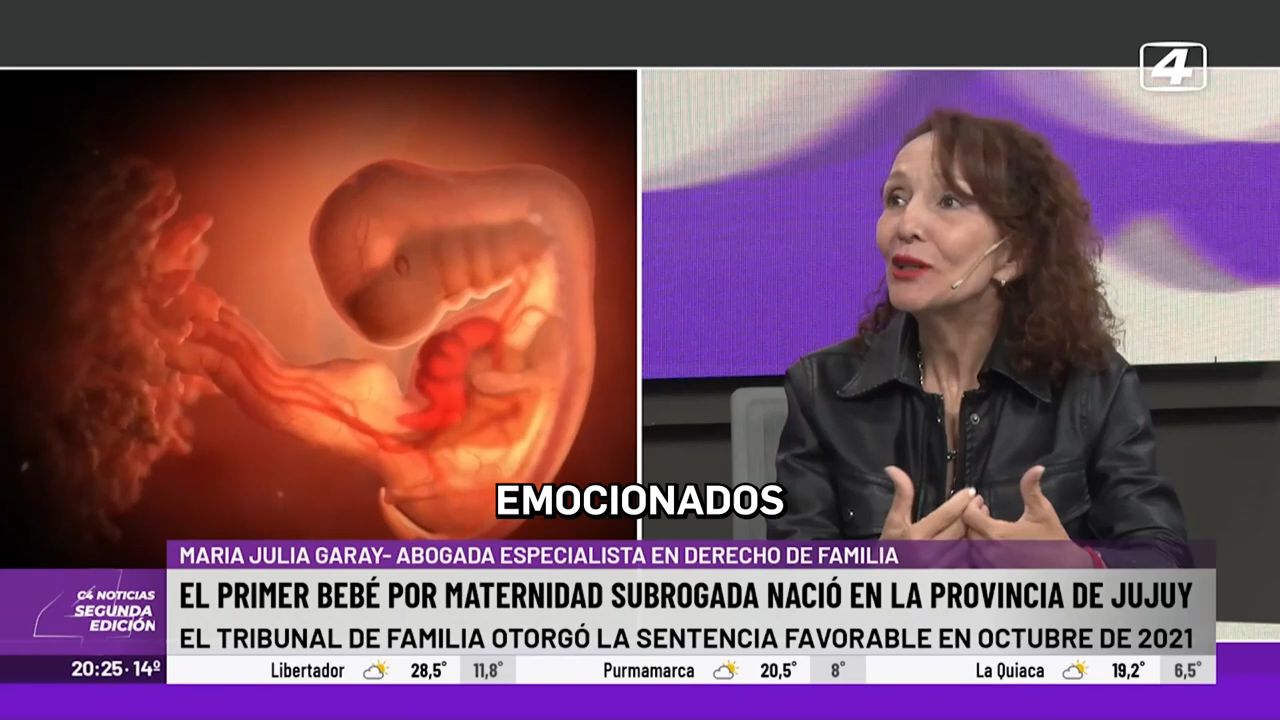 4
EMOCIONADOS
MARIA JULIA GARAY- ABOGADA ESPECIALISTA EN DERECHO DE FAMILIA
EL PRIMER BEBÉ POR MATERNIDAD SUBROGADA NACIÓ EN LA PROVINCIA DE JUJUY
EL TRIBUNAL DE FAMILIA OTORGÓ LA SENTENCIA FAVORABLE EN OCTUBRE DE 2021
C4 NOTICIAS
SEGUNDA
EDICIÓN
20:25· 14º Libertador 28,5° 11,8° Purmamarca 20,5° 8° La Quiaca 19,2° 6,5°